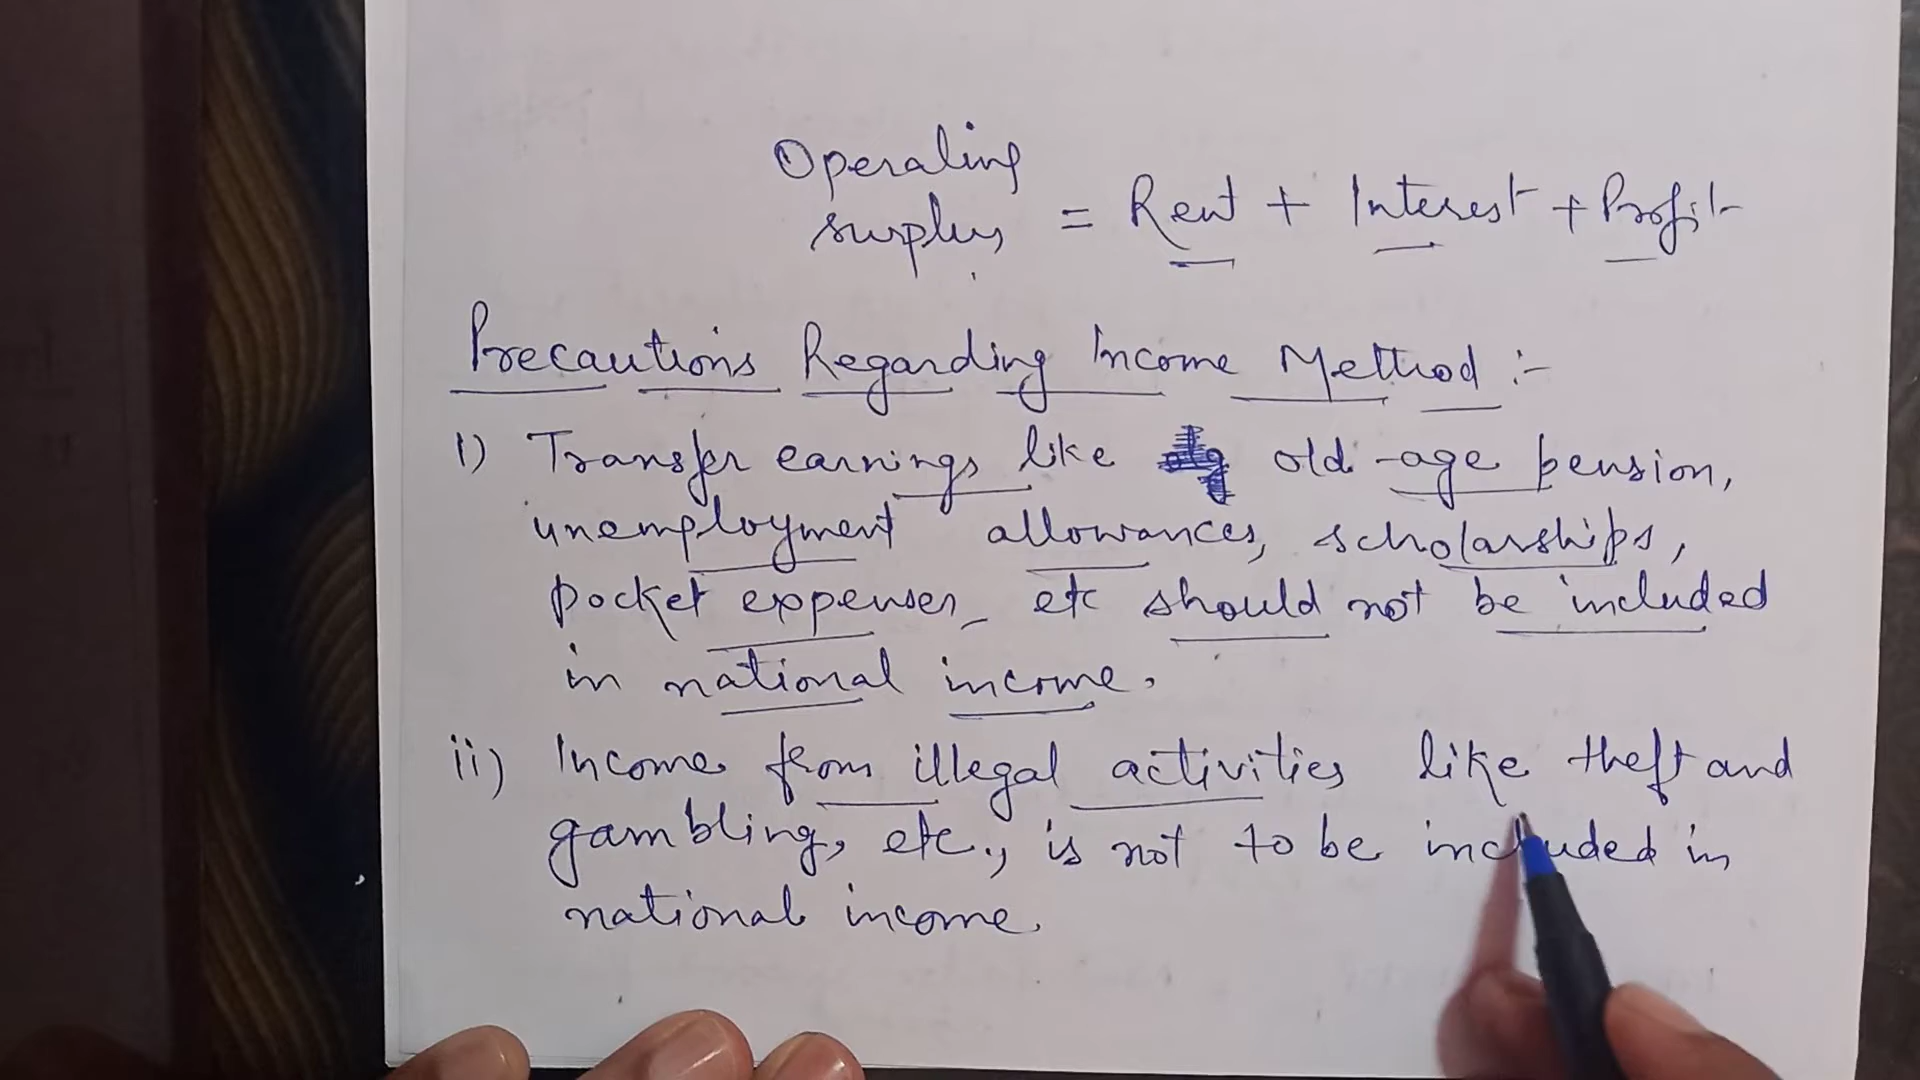 Operating
surplus = Rent + Interest + Profit
Precautions Regarding Income Method :-
i) Transfer earnings like old-age pension,
unemployment allowances, scholarships,
pocket expenses, etc should not be included
in national income.
ii) Income from illegal activities like theft and
gambling, etc., is not to be included in
national income.